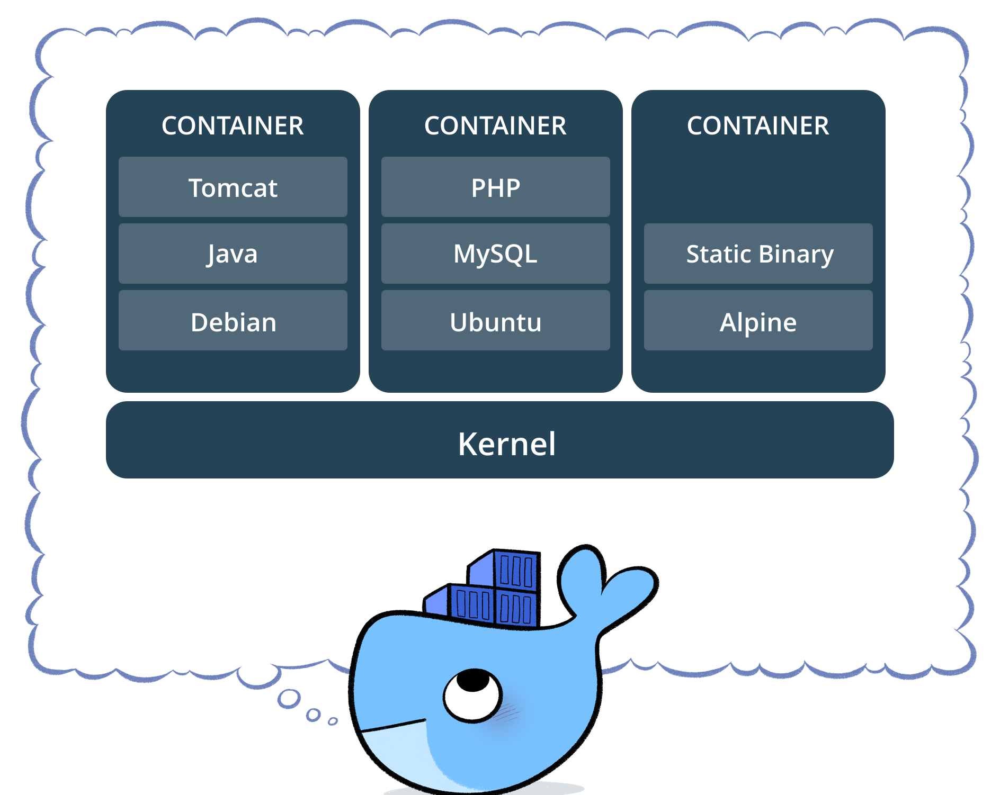 CONTAINER
Tomcat
Java
Debian
CONTAINER
PHP
MySQL
Ubuntu
CONTAINER
Static Binary
Alpine
Kernel